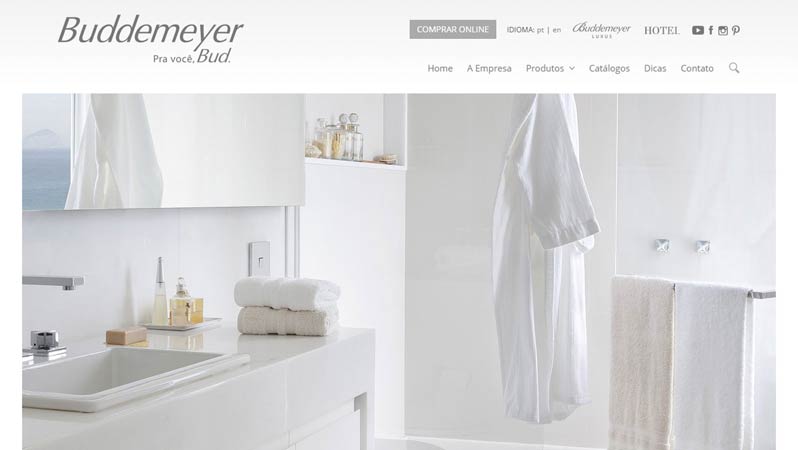 Buddemeyer
Pra você, Bud.
COMPRAR ONLINE
IDIOMA: pt | en
Buddemeyer
LUXUS
HOTEL
Home
A Empresa
Produtos
Catálogos
Dicas
Contato